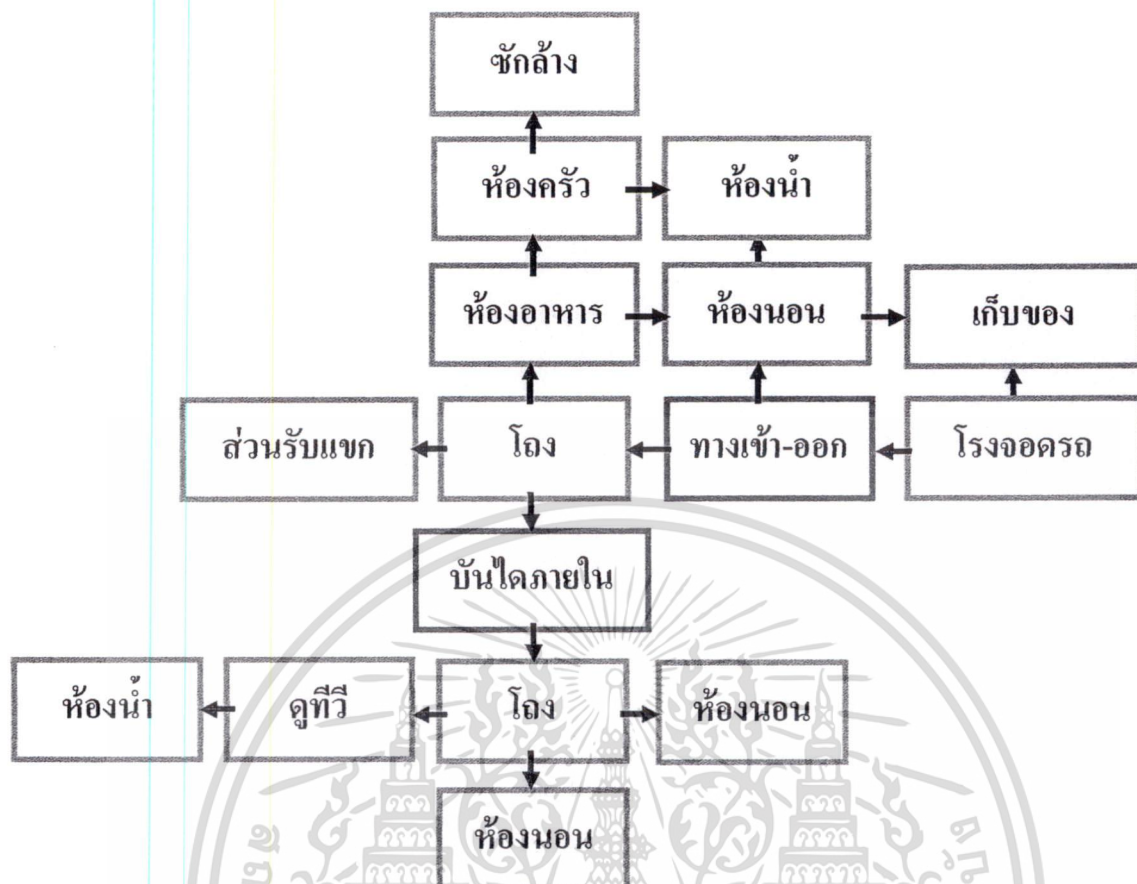 ซักล้าง
ห้องครัว ห้องน้ำ
ห้องอาหาร ห้องนอน เก็บของ
ส่วนรับแขก โถง ทางเข้า-ออก โรงจอดรถ
บันไดภายใน
ห้องน้ำ ดูทีวี โถง ห้องนอน
ห้องนอน